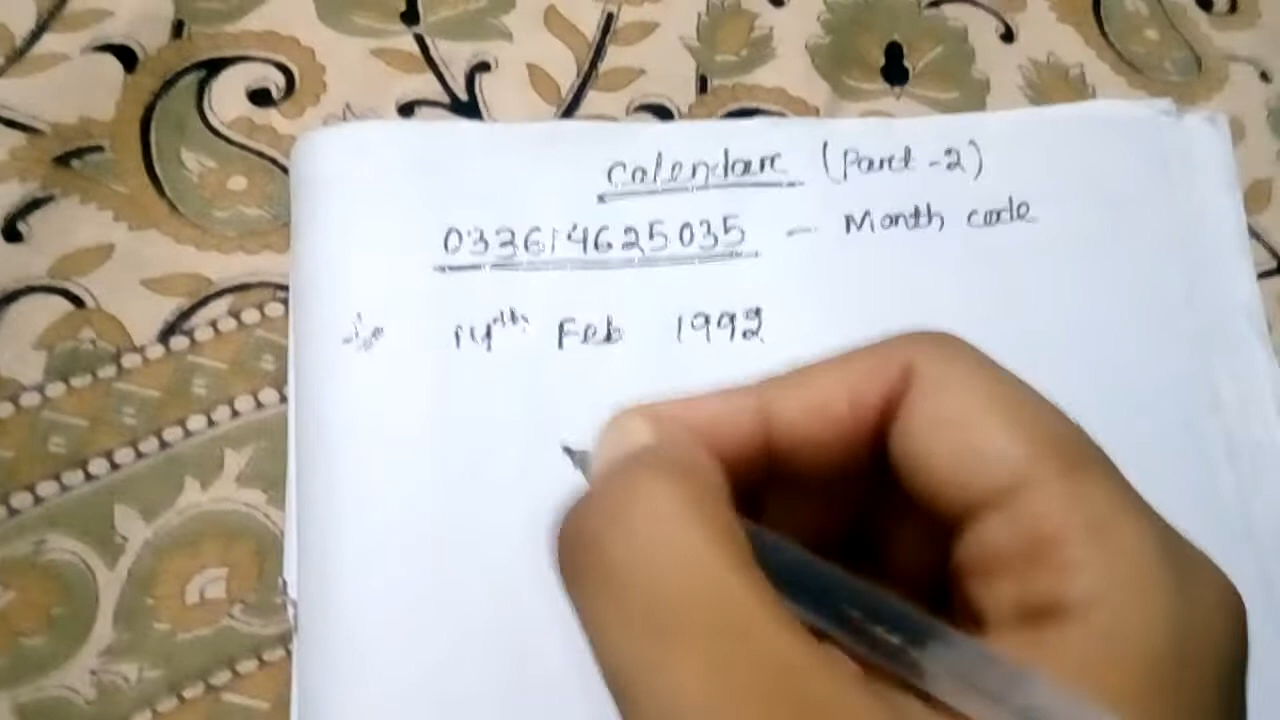 Calendar (Part -2)
033614625035 - Month code
14th Feb 1992